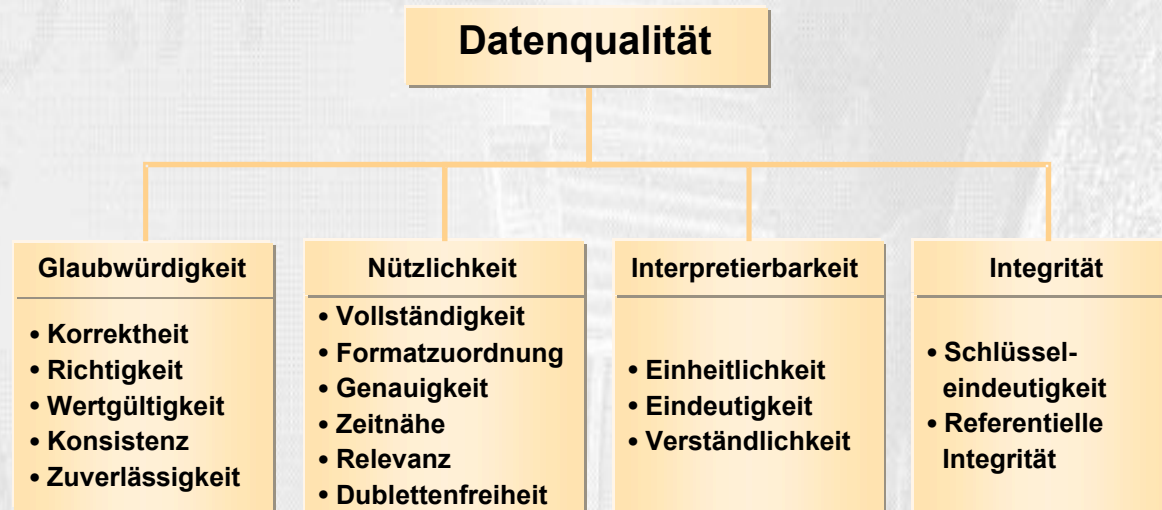 Datenqualität
Glaubwürdigkeit
• Korrektheit
• Richtigkeit
• Wertgültigkeit
• Konsistenz
• Zuverlässigkeit
Nützlichkeit
• Vollständigkeit
• Formatzuordnung
• Genauigkeit
• Zeitnähe
• Relevanz
• Dublettenfreiheit
Interpretierbarkeit
• Einheitlichkeit
• Eindeutigkeit
• Verständlichkeit
Integrität
• Schlüssel-
eindeutigkeit
• Referentielle
Integrität